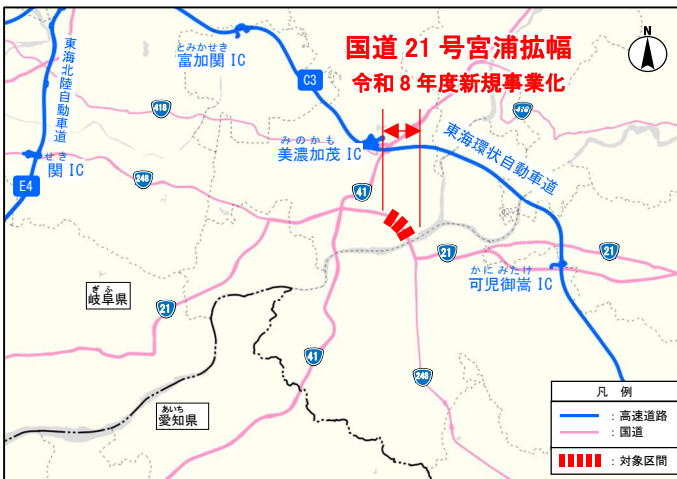 国道 21 号宮浦拡幅
令和 8 年度新規事業化
N
とみかせき
富加関 IC
東海北陸自動車道
C3
418
418
みのかも
美濃加茂 IC
東海環状自動車道
せき
関 IC
E4
248
41
21
21
かに みたけ
可児御嵩 IC
ぎふ
岐阜県
21
41
248
あいち
愛知県
凡 例
：高速道路
：国道
：対象区間